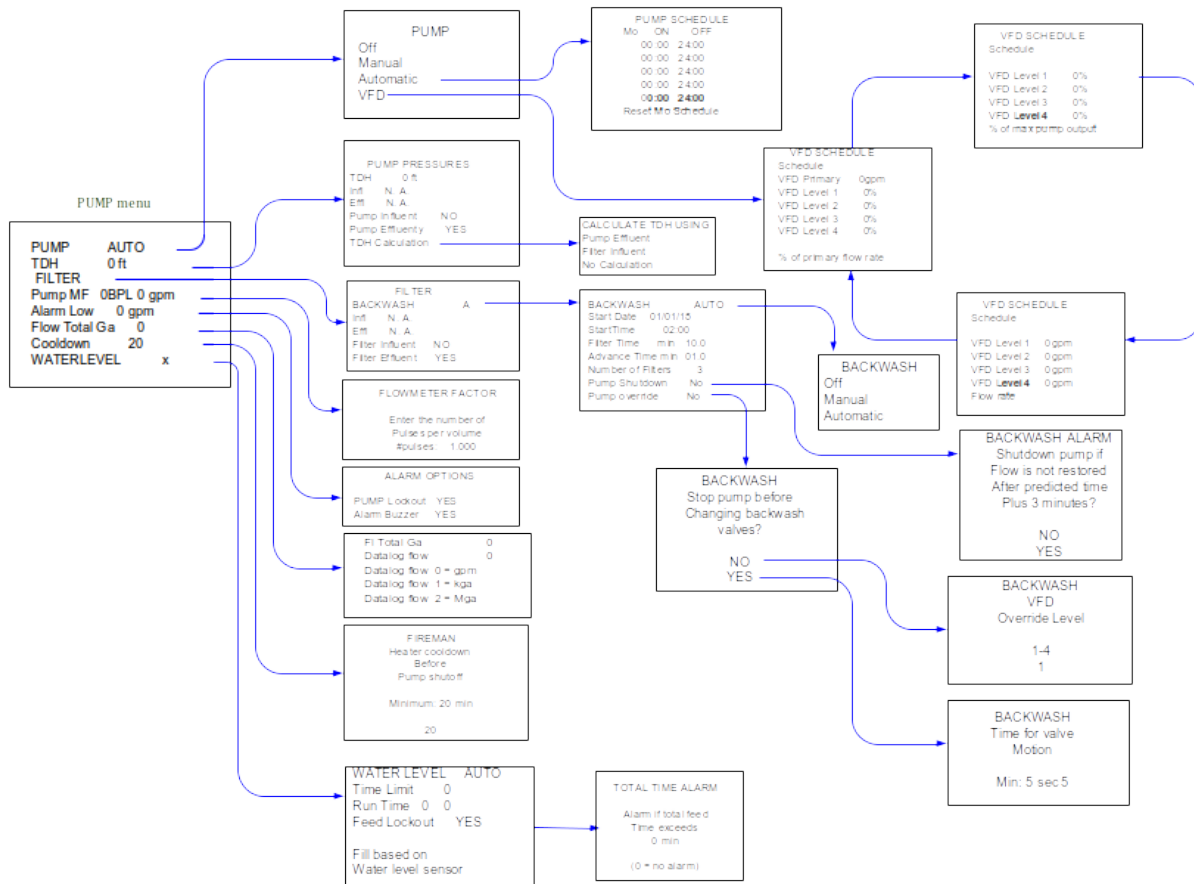 PUMP menu
PUMP AUTO
TDH 0 ft
FILTER
Pump MF 0BPL 0 gpm
Alarm Low 0 gpm
Flow Total Ga 0
Cooldown 20
WATERLEVEL x
PUMP
Off
Manual
Automatic
VFD
PUMP SCHEDULE
Mo ON OFF
00:00 24:00
00:00 24:00
00:00 24:00
00:00 24:00
00:00 24:00
Reset Mo Schedule
VFD SCHEDULE
Schedule
VFD Level 1 0%
VFD Level 2 0%
VFD Level 3 0%
VFD Level 4 0%
% of max pump output
VFD SCHEDULE
Schedule
VFD Primary 0gpm
VFD Level 1 0%
VFD Level 2 0%
VFD Level 3 0%
VFD Level 4 0%
% of primary flow rate
VFD SCHEDULE
Schedule
VFD Level 1 0gpm
VFD Level 2 0gpm
VFD Level 3 0gpm
VFD Level 4 0gpm
Flow rate
PUMP PRESSURES
TDH 0 ft
Infl N. A.
Effl N. A.
Pump Influent NO
Pump Effluenty YES
TDH Calculation
CALCULATE TDH USING
Pump Effluent
Filter Influent
No Calculation
FILTER
BACKWASH A
Infl N. A.
Effl N. A.
Filter Influent NO
Filter Effluent YES
BACKWASH AUTO
Start Date 01/01/15
StartTime 02:00
Filter Time min 10.0
Advance Time min 01.0
Number of Filters 3
Pump Shutdown No
Pump override No
BACKWASH
Off
Manual
Automatic
BACKWASH ALARM
Shutdown pump if
Flow is not restored
After predicted time
Plus 3 minutes?
NO
YES
BACKWASH
Stop pump before
Changing backwash
valves?
NO
YES
BACKWASH
VFD
Override Level
1-4
1
BACKWASH
Time for valve
Motion
Min: 5 sec 5
FLOWMETER FACTOR
Enter the number of
Pulses per volume
#pulses: 1.000
ALARM OPTIONS
PUMP Lockout YES
Alarm Buzzer YES
Fl Total Ga 0
Datalog flow 0
Datalog flow 0 = gpm
Datalog flow 1 = kga
Datalog flow 2 = Mga
FIREMAN
Heater cooldown
Before
Pump shutoff
Minimum: 20 min
20
WATER LEVEL AUTO
Time Limit 0
Run Time 0 0
Feed Lockout YES
Fill based on
Water level sensor
TOTAL TIME ALARM
Alarm if total feed
Time exceeds
0 min
(0 = no alarm)